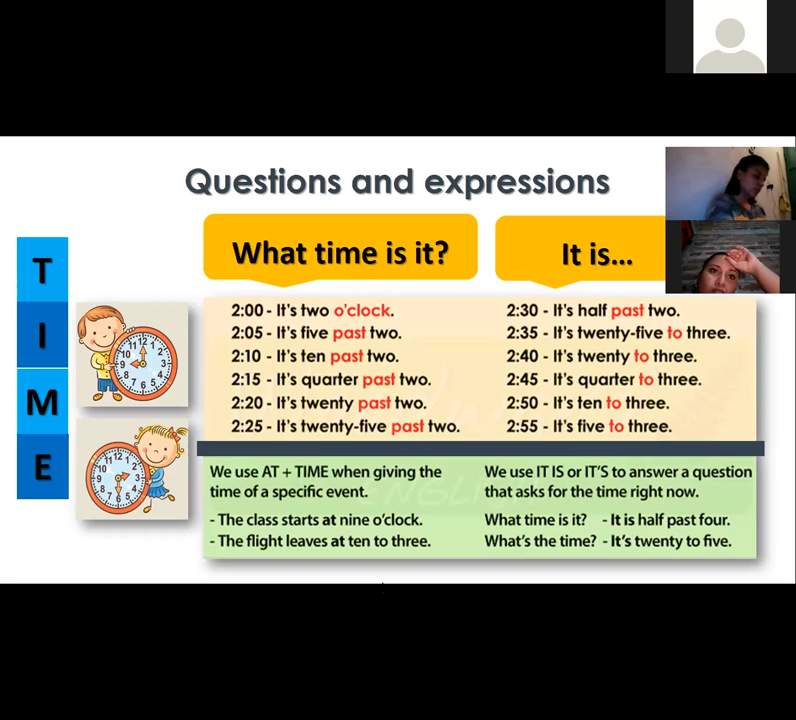 Questions and expressions
What time is it?
It is...
T
I
M
E
2:00 - It's two o'clock.
2:05 - It's five past two.
2:10 - It's ten past two.
2:15 - It's quarter past two.
2:20 - It's twenty past two.
2:25 - It's twenty-five past two.
2:30 - It's half past two.
2:35 - It's twenty-five to three.
2:40 - It's twenty to three.
2:45 - It's quarter to three.
2:50 - It's ten to three.
2:55 - It's five to three.
We use AT + TIME when giving the
time of a specific event.
- The class starts at nine o'clock.
- The flight leaves at ten to three.
We use IT IS or IT'S to answer a question
that asks for the time right now.
What time is it? - It is half past four.
What's the time? - It's twenty to five.